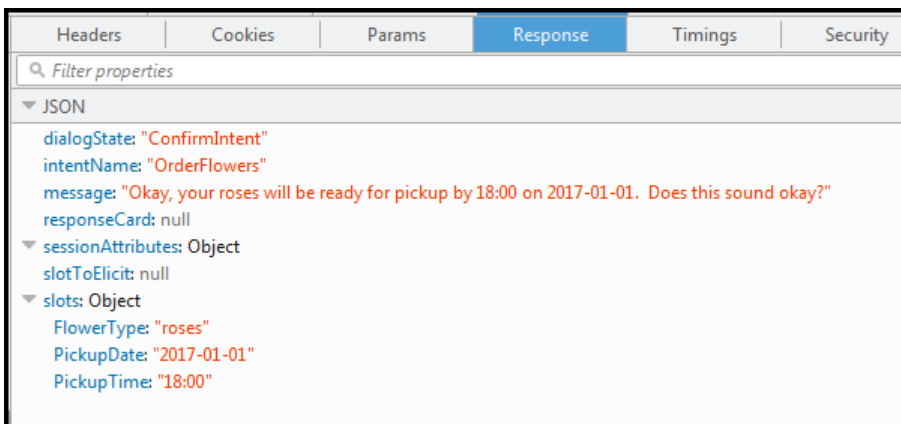 Headers Cookies Params Response Timings Security
Filter properties
JSON
dialogState: "ConfirmIntent"
intentName: "OrderFlowers"
message: "Okay, your roses will be ready for pickup by 18:00 on 2017-01-01.  Does this sound okay?"
responseCard: null
sessionAttributes: Object
slotToElicit: null
slots: Object
FlowerType: "roses"
PickupDate: "2017-01-01"
PickupTime: "18:00"